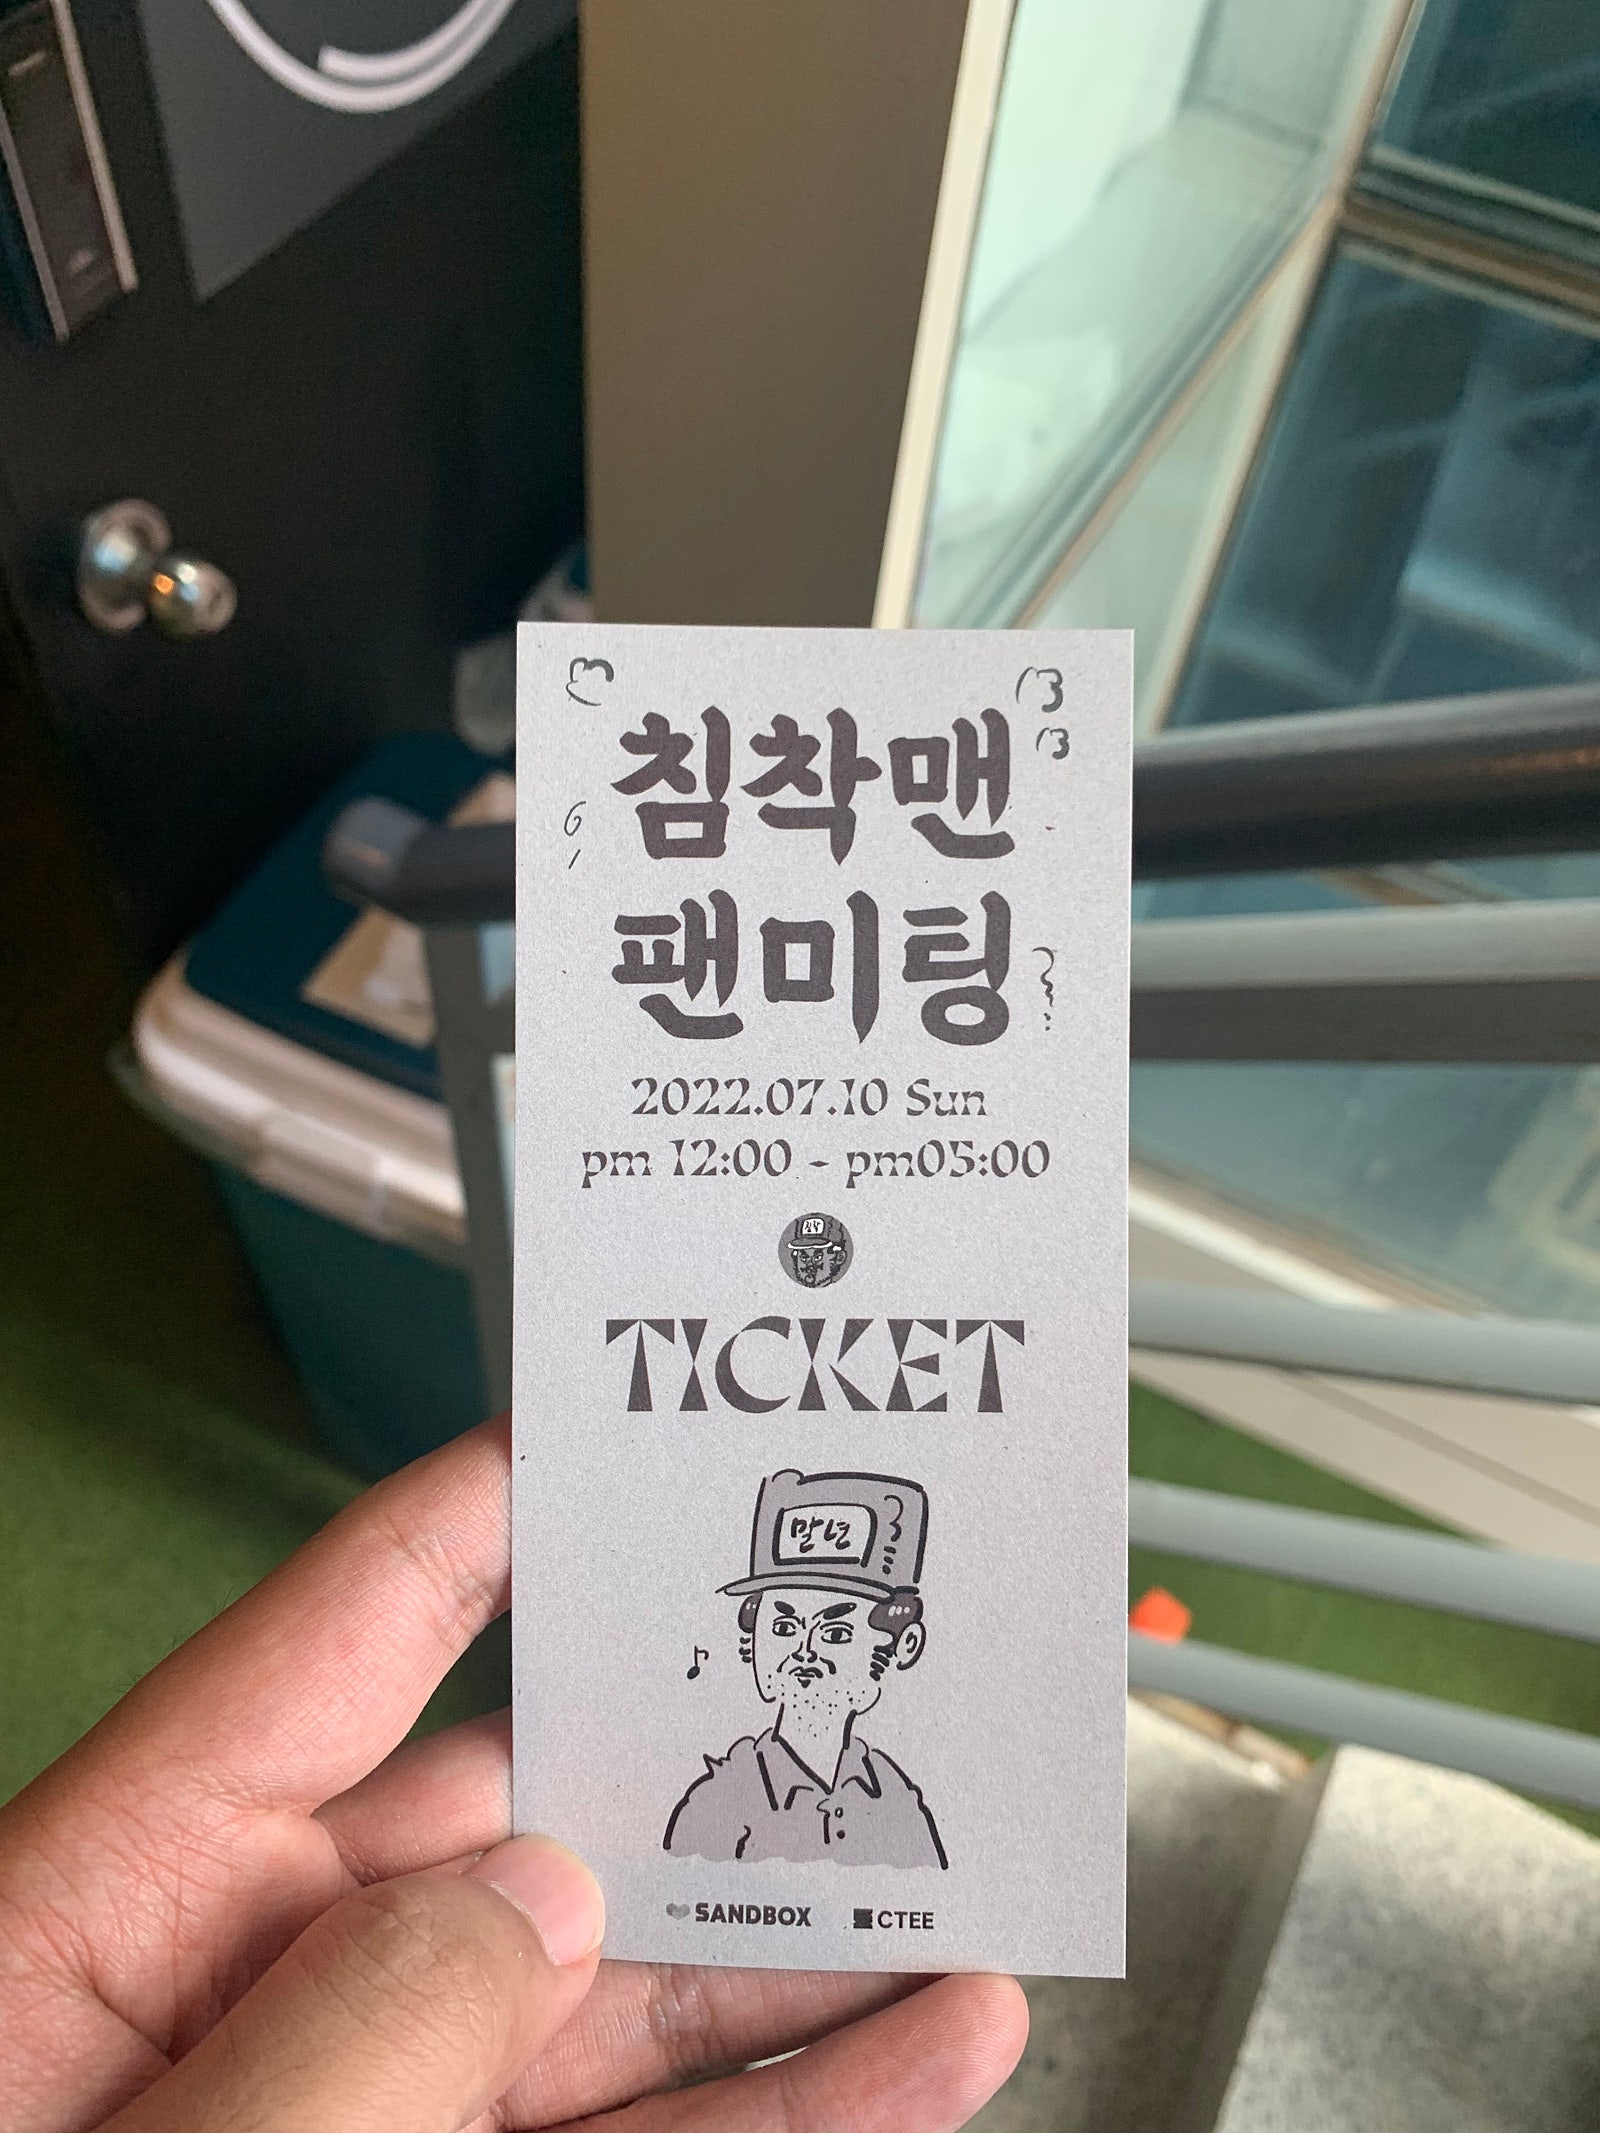 침착맨
팬미팅
2022.07.10 Sun
pm 12:00 - pm05:00
TICKET
말년
SANDBOX
CTEE